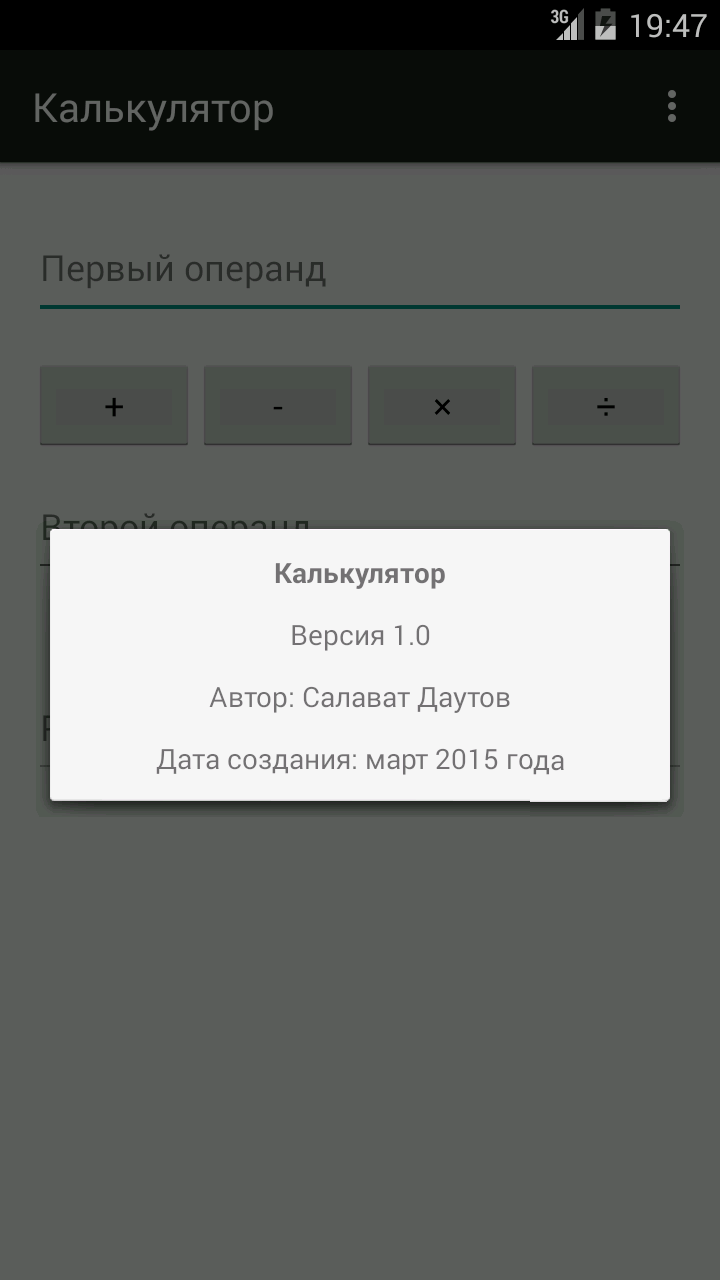 3G 19:47
Калькулятор
Первый операнд
+ - × ÷
Второй операнд
Калькулятор
Версия 1.0
Автор: Салават Даутов
Дата создания: март 2015 года